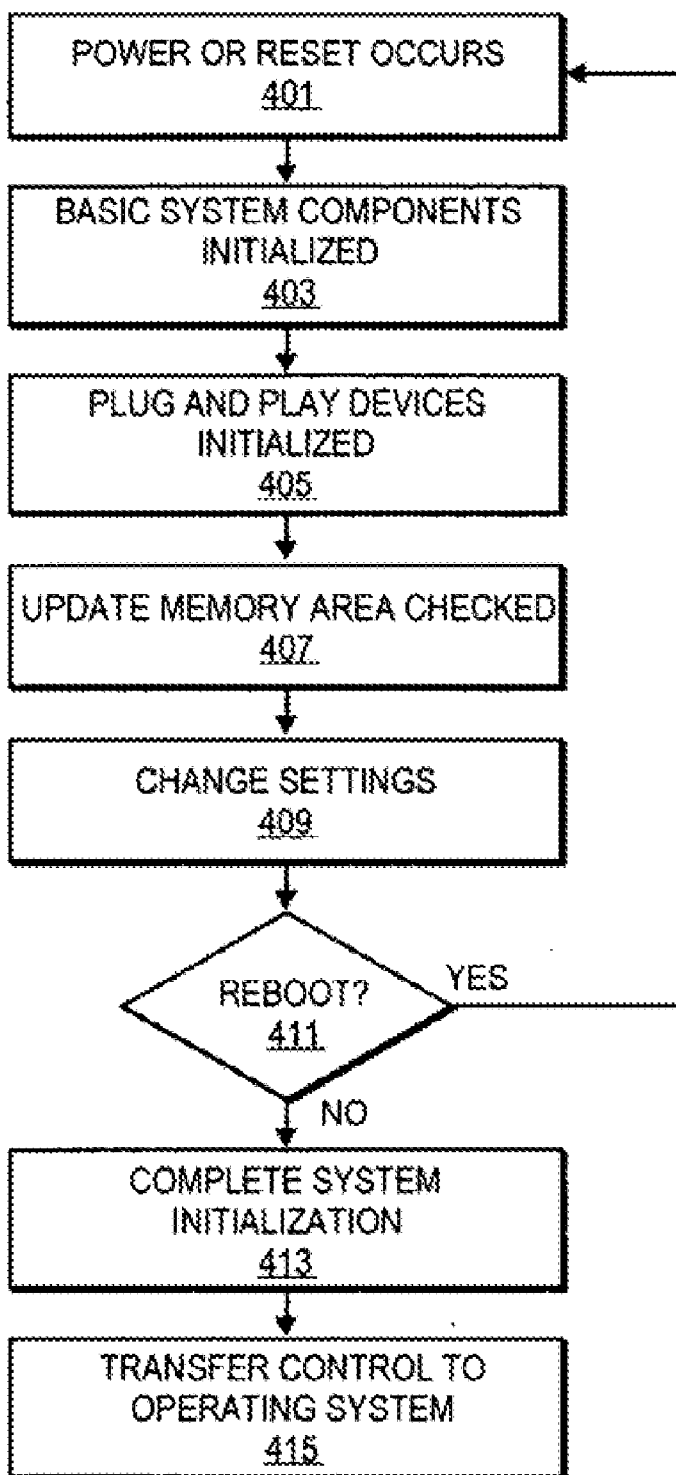 POWER OR RESET OCCURS
401
BASIC SYSTEM COMPONENTS
INITIALIZED
403
PLUG AND PLAY DEVICES
INITIALIZED
405
UPDATE MEMORY AREA CHECKED
407
CHANGE SETTINGS
409
REBOOT?
411
YES
NO
COMPLETE SYSTEM
INITIALIZATION
413
TRANSFER CONTROL TO
OPERATING SYSTEM
415